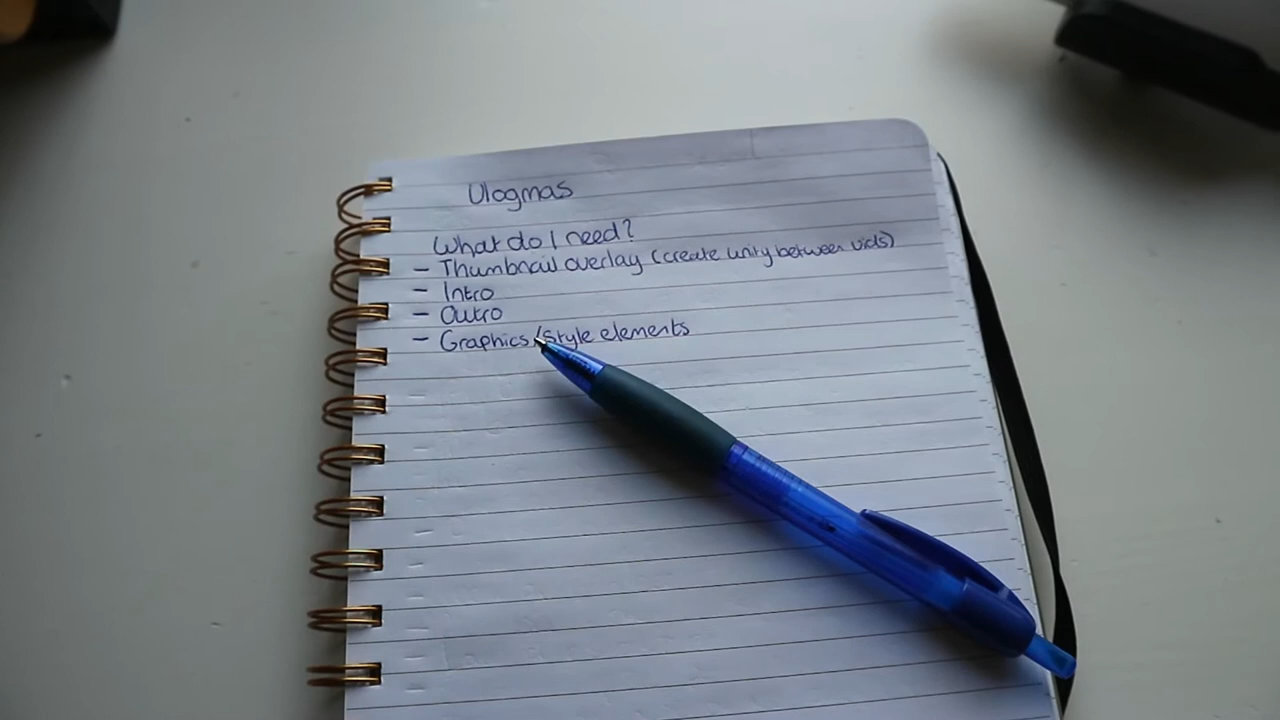 Vlogmas
What do I need?
- Thumbnail overlay (create unity between vids)
- Intro
- Outro
- Graphics/Style elements